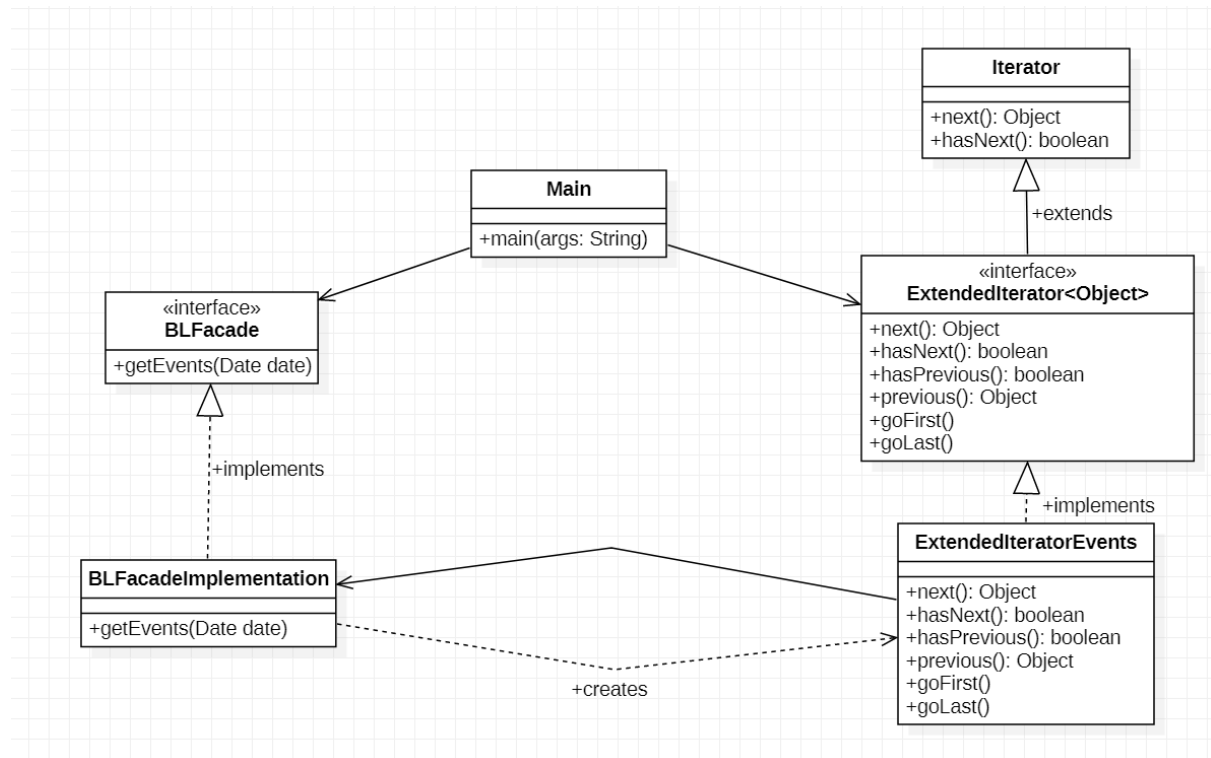 Iterator
+next(): Object
+hasNext(): boolean
+extends
Main
+main(args: String)
«interface»
BLFacade
+getEvents(Date date)
+implements
«interface»
ExtendedIterator<Object>
+next(): Object
+hasNext(): boolean
+hasPrevious(): boolean
+previous(): Object
+goFirst()
+goLast()
+implements
BLFacadeImplementation
+getEvents(Date date)
+creates
ExtendedIteratorEvents
+next(): Object
+hasNext(): boolean
+hasPrevious(): boolean
+previous(): Object
+goFirst()
+goLast()